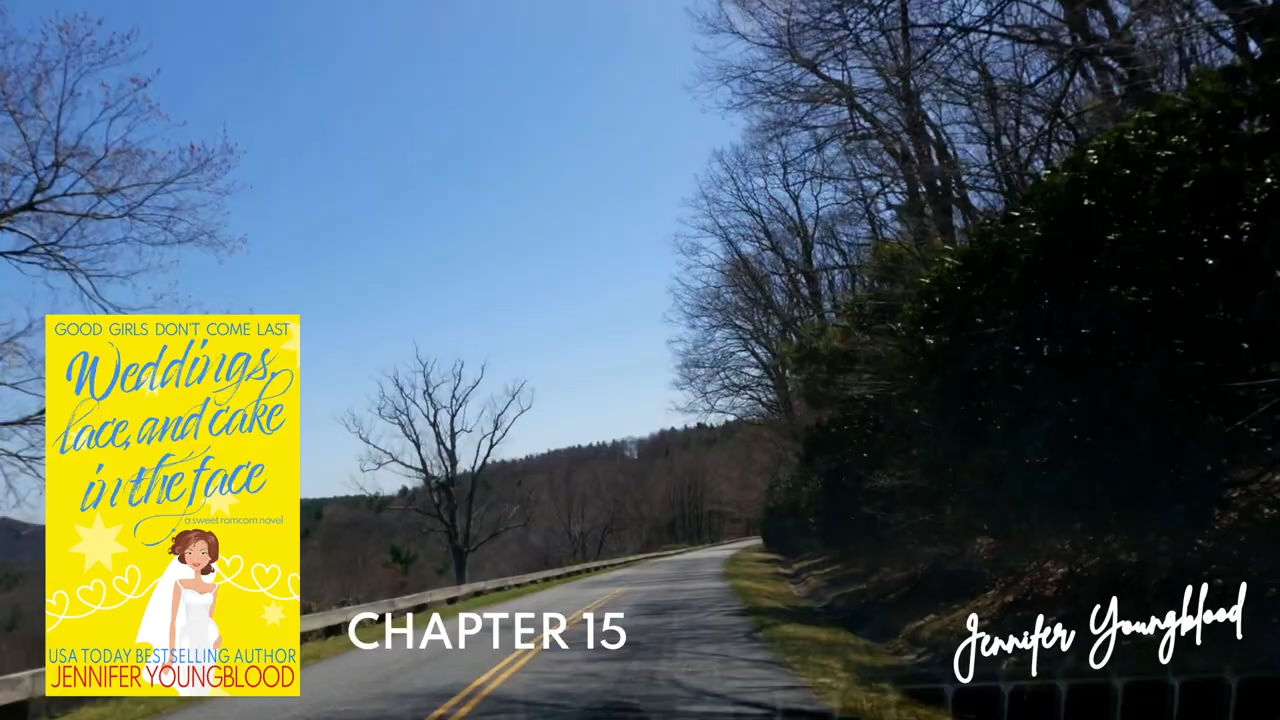 GOOD GIRLS DON'T COME LAST
Weddings,
lace, and cake
in the face
a sweet romcom novel
USA TODAY BESTSELLING AUTHOR
JENNIFER YOUNGBLOOD
CHAPTER 15
Jennifer Youngblood